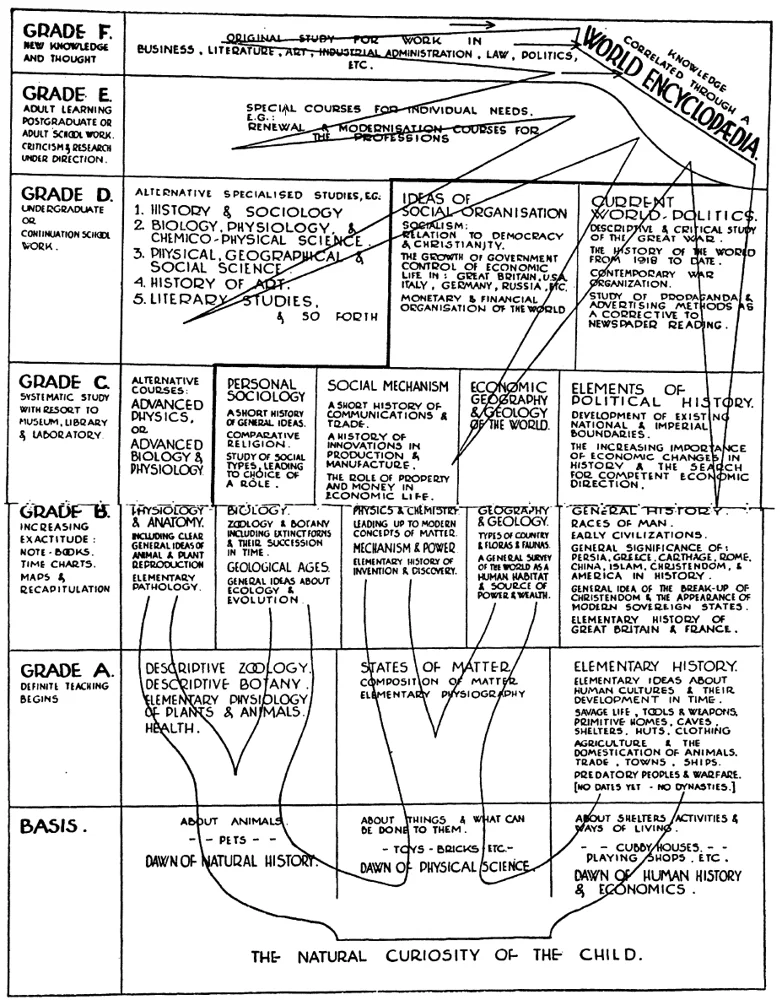 GRADE F.
NEW KNOWLEDGE
AND THOUGHT
ORIGINAL STUDY FOR WORK IN
BUSINESS, LITERATURE, ART, INDUSTRIAL ADMINISTRATION, LAW, POLITICS,
ETC.
KNOWLEDGE
CORRELATED THROUGH A
WORLD ENCYCLOPÆDIA.
GRADE E.
ADULT LEARNING
POSTGRADUATE OR
ADULT SCHOOL WORK.
CRITICISM & RESEARCH
UNDER DIRECTION.
SPECIAL COURSES FOR INDIVIDUAL NEEDS.
E.G.:
RENEWAL & MODERNISATION COURSES FOR
THE PROFESSIONS
GRADE D.
UNDERGRADUATE
OR
CONTINUATION SCHOOL
WORK.
ALTERNATIVE SPECIALISED STUDIES, E.G.
1. HISTORY & SOCIOLOGY
2. BIOLOGY, PHYSIOLOGY, &
CHEMICO-PHYSICAL SCIENCE.
3. PHYSICAL, GEOGRAPHICAL &
SOCIAL SCIENCE.
4. HISTORY OF ART.
5. LITERARY STUDIES,
& SO FORTH
IDEAS OF
SOCIAL ORGANISATION
SOCIALISM:
RELATION TO DEMOCRACY
& CHRISTIANITY.
THE GROWTH OF GOVERNMENT
CONTROL OF ECONOMIC
LIFE IN: GREAT BRITAIN, U.S.A.
ITALY, GERMANY, RUSSIA, ETC.
MONETARY & FINANCIAL
ORGANISATION OF THE WORLD
CURRENT
WORLD-POLITICS.
DESCRIPTIVE & CRITICAL STUDY
OF THE GREAT WAR.
THE HISTORY OF THE WORLD
FROM 1918 TO DATE.
CONTEMPORARY WAR
ORGANIZATION.
STUDY OF PROPAGANDA &
ADVERTISING METHODS AS
A CORRECTIVE TO
NEWSPAPER READING.
GRADE C.
SYSTEMATIC STUDY
WITH RESORT TO
MUSEUM, LIBRARY
& LABORATORY.
ALTERNATIVE
COURSES:
ADVANCED
PHYSICS,
OR
ADVANCED
BIOLOGY &
PHYSIOLOGY
PERSONAL
SOCIOLOGY
A SHORT HISTORY
OF GENERAL IDEAS.
COMPARATIVE
RELIGION.
STUDY OF SOCIAL
TYPES, LEADING
TO CHOICE OF
A RÔLE.
SOCIAL MECHANISM
A SHORT HISTORY OF
COMMUNICATIONS &
TRADE.
A HISTORY OF
INNOVATIONS IN
PRODUCTION &
MANUFACTURE.
THE ROLE OF PROPERTY
AND MONEY IN
ECONOMIC LIFE.
ECONOMIC
GEOGRAPHY
& GEOLOGY
OF THE WORLD.
ELEMENTS OF
POLITICAL HISTORY.
DEVELOPMENT OF EXISTING
NATIONAL & IMPERIAL
BOUNDARIES.
THE INCREASING IMPORTANCE
OF ECONOMIC CHANGES IN
HISTORY & THE SEARCH
FOR COMPETENT ECONOMIC
DIRECTION.
GRADE B.
INCREASING
EXACTITUDE:
NOTE-BOOKS.
TIME CHARTS.
MAPS &
RECAPITULATION
PHYSIOLOGY
& ANATOMY.
INCLUDING CLEAR
GENERAL IDEAS OF
ANIMAL & PLANT
REPRODUCTION
ELEMENTARY
PATHOLOGY.
BIOLOGY.
ZOOLOGY & BOTANY
INCLUDING EXTINCT FORMS
& THEIR SUCCESSION
IN TIME.
GEOLOGICAL AGES.
GENERAL IDEAS ABOUT
ECOLOGY &
EVOLUTION.
PHYSICS & CHEMISTRY
LEADING UP TO MODERN
CONCEPTS OF MATTER.
MECHANISM & POWER
ELEMENTARY HISTORY OF
INVENTION & DISCOVERY.
GEOGRAPHY
& GEOLOGY.
TYPES OF COUNTRY
& FLORAS & FAUNAS.
A GENERAL SURVEY
OF THE WORLD AS A
HUMAN HABITAT
& SOURCE OF
POWER & WEALTH.
GENERAL HISTORY.
RACES OF MAN.
EARLY CIVILIZATIONS.
GENERAL SIGNIFICANCE OF:
PERSIA, GREECE, CARTHAGE, ROME,
CHINA, ISLAM, CHRISTENDOM, &
AMERICA IN HISTORY.
GENERAL IDEA OF THE BREAK-UP OF
CHRISTENDOM & THE APPEARANCE OF
MODERN SOVEREIGN STATES.
ELEMENTARY HISTORY OF
GREAT BRITAIN & FRANCE.
GRADE A.
DEFINITE TEACHING
BEGINS
DESCRIPTIVE ZOOLOGY.
DESCRIPTIVE BOTANY.
ELEMENTARY PHYSIOLOGY
OF PLANTS & ANIMALS.
HEALTH.
STATES OF MATTER
COMPOSITION OF MATTER
ELEMENTARY PHYSIOGRAPHY
ELEMENTARY HISTORY.
ELEMENTARY IDEAS ABOUT
HUMAN CULTURES & THEIR
DEVELOPMENT IN TIME.
SAVAGE LIFE, TOOLS & WEAPONS,
PRIMITIVE HOMES, CAVES,
SHELTERS, HUTS, CLOTHING
AGRICULTURE & THE
DOMESTICATION OF ANIMALS.
TRADE, TOWNS, SHIPS.
PREDATORY PEOPLES & WARFARE.
[NO DATES YET - NO DYNASTIES.]
BASIS.
ABOUT ANIMALS.
- - PETS - -
DAWN OF NATURAL HISTORY.
ABOUT THINGS & WHAT CAN
BE DONE TO THEM.
- TOYS - BRICKS ETC.-
DAWN OF PHYSICAL SCIENCE.
ABOUT SHELTERS ACTIVITIES &
WAYS OF LIVING.
- - CUBBY HOUSES. - -
PLAYING SHOPS. ETC.
DAWN OF HUMAN HISTORY
& ECONOMICS.
THE NATURAL CURIOSITY OF THE CHILD.